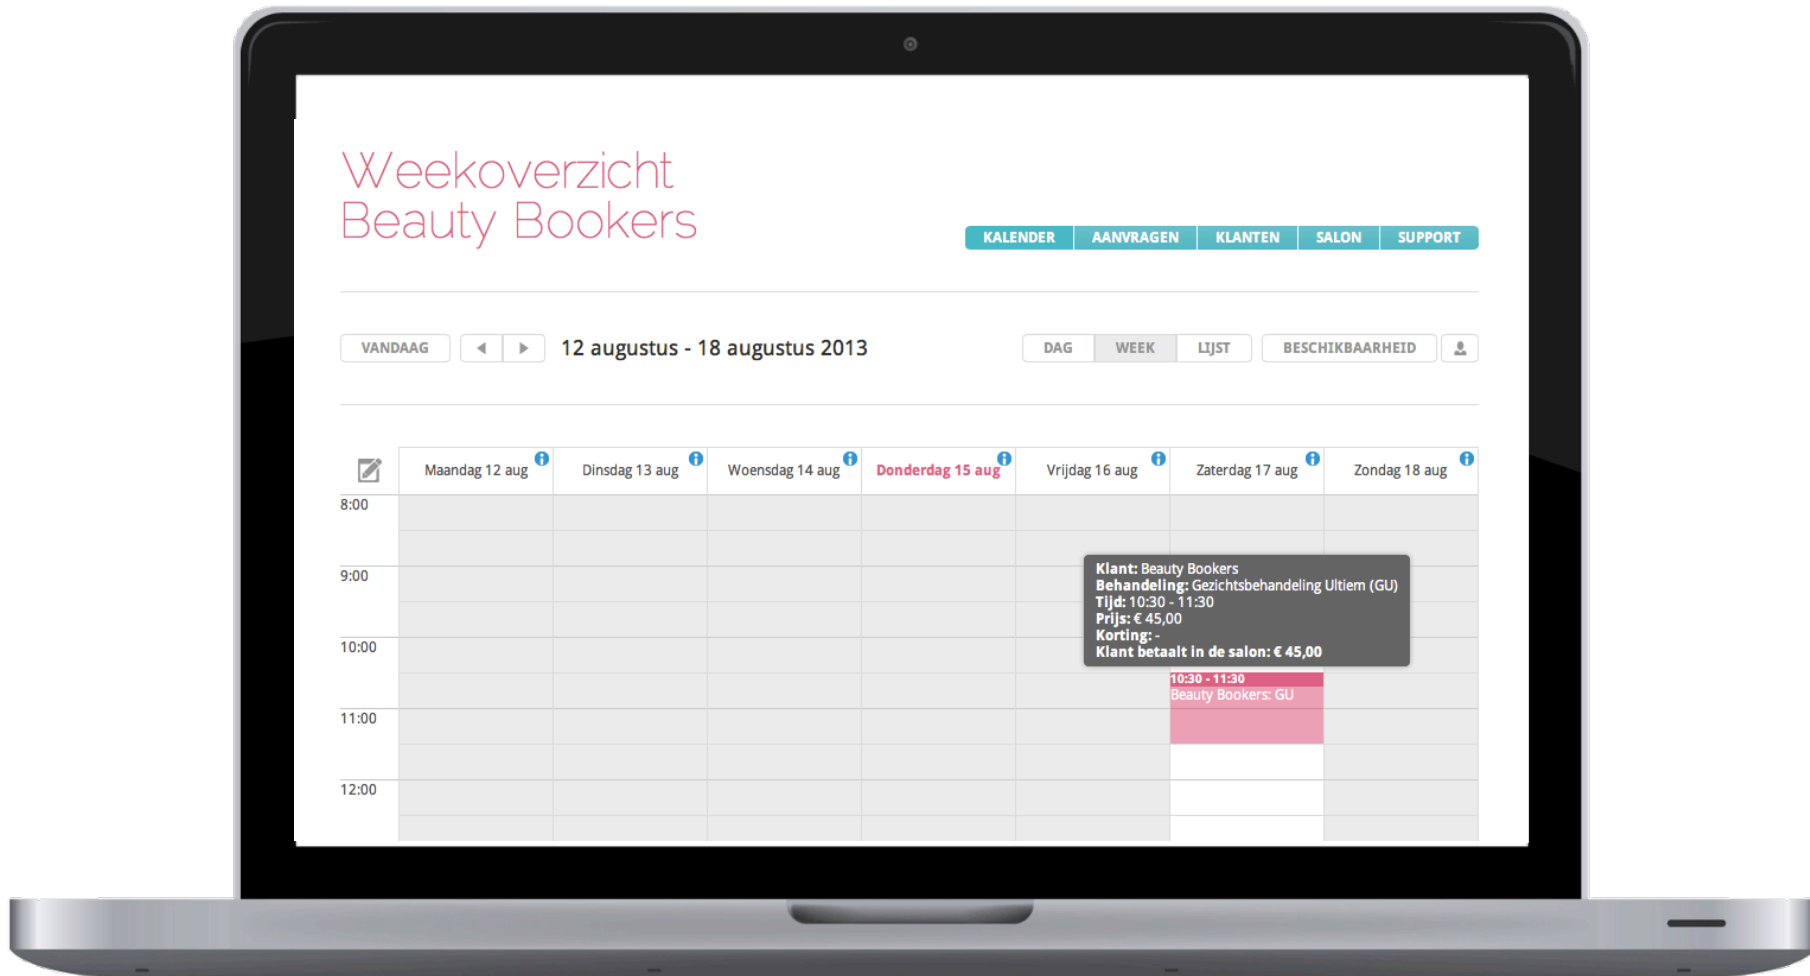 Weekoverzicht
Beauty Bookers
KALENDER AANVRAGEN KLANTEN SALON SUPPORT
VANDAAG 12 augustus - 18 augustus 2013 DAG WEEK LIJST BESCHIKBAARHEID
Maandag 12 aug Dinsdag 13 aug Woensdag 14 aug Donderdag 15 aug Vrijdag 16 aug Zaterdag 17 aug Zondag 18 aug
8:00
9:00
Klant: Beauty Bookers
Behandeling: Gezichtsbehandeling Ultiem (GU)
Tijd: 10:30 - 11:30
Prijs: € 45,00
Korting: -
Klant betaalt in de salon: € 45,00
10:00
10:30 - 11:30
Beauty Bookers: GU
11:00
12:00